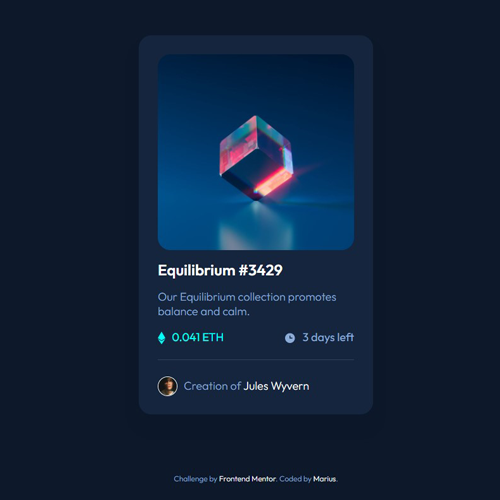 Equilibrium #3429
Our Equilibrium collection promotes
balance and calm.
0.041 ETH
3 days left
Creation of Jules Wyvern
Challenge by Frontend Mentor. Coded by Marius.